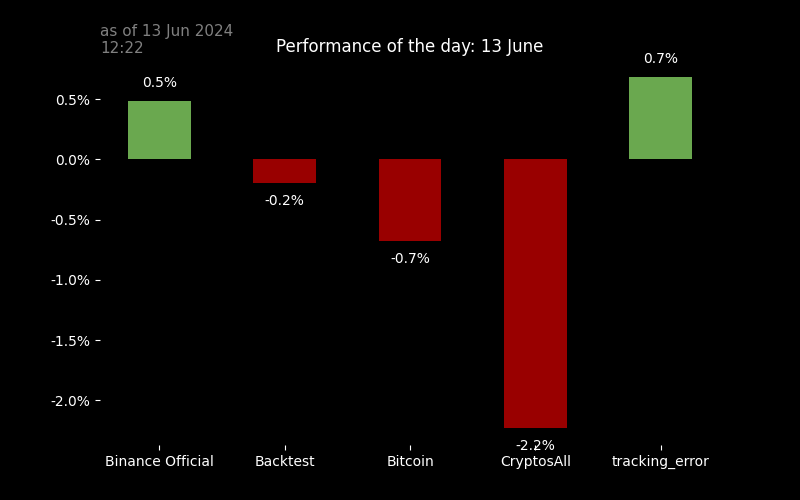 as of 13 Jun 2024
12:22
Performance of the day: 13 June
0.7%
0.5%
0.5%
0.0%
-0.2%
-0.5%
-0.7%
-1.0%
-1.5%
-2.0%
-2.2%
Binance Official
Backtest
Bitcoin
CryptosAll
tracking_error